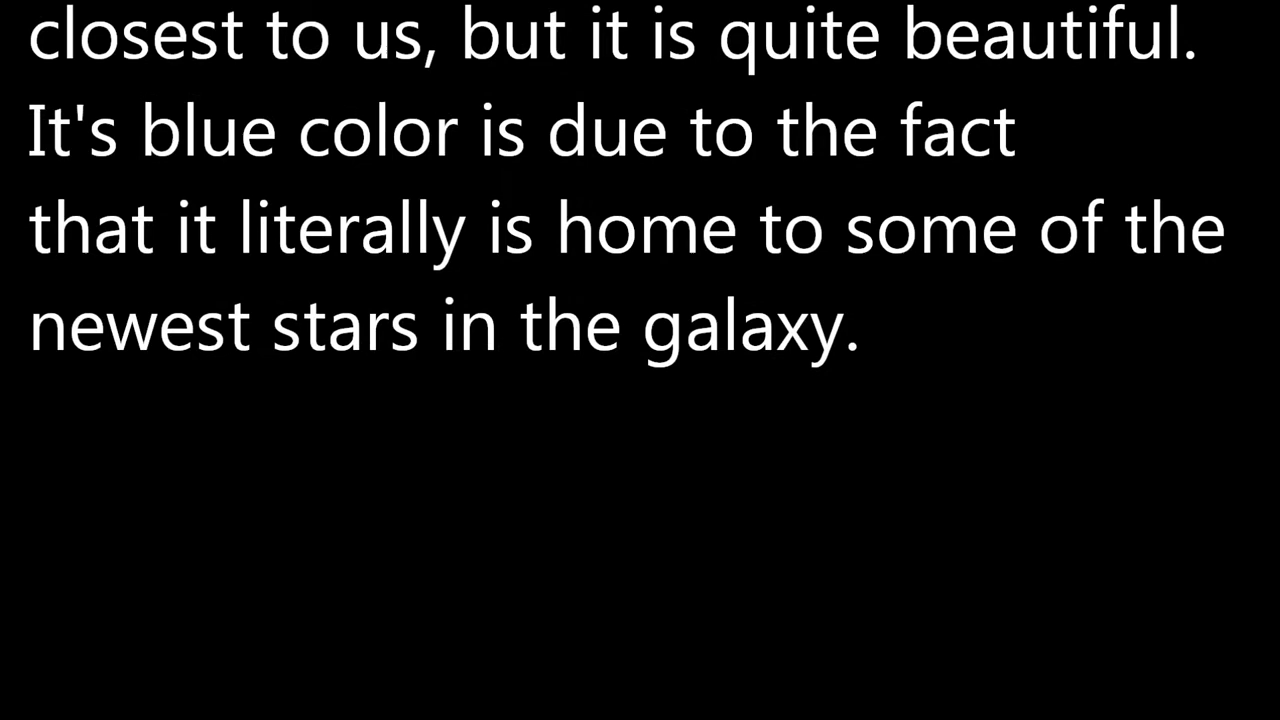 closest to us, but it is quite beautiful.
It's blue color is due to the fact
that it literally is home to some of the
newest stars in the galaxy.